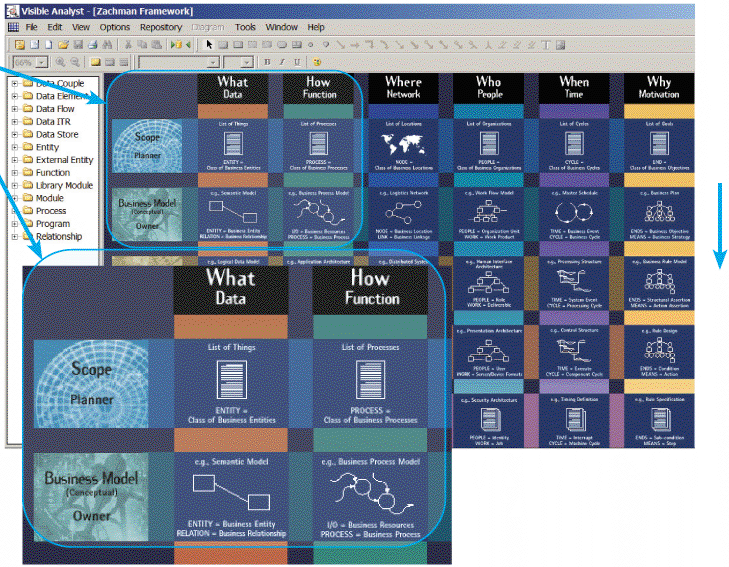 Visible Analyst - [Zachman Framework]
File Edit View Options Repository Diagram Tools Window Help
66%
B I U
Data Couple
Data Element
Data Flow
Data ITR
Data Store
Entity
External Entity
Function
Library Module
Module
Process
Program
Relationship
What How Where Who When Why
Data Function Network People Time Motivation
List of Things List of Processes List of Locations List of Organizations List of Cycles List of Goals
Scope
Planner
ENTITY = PROCESS = NODE = PEOPLE = CYCLE = END =
Class of Business Entities Class of Business Processes Class of Business Locations Class of Business Organizations Class of Business Cycles Class of Business Objectives
e.g., Semantic Model e.g., Business Process Model e.g., Logistics Network e.g., Work Flow Model e.g., Master Schedule e.g., Business Plan
Business Model
(Conceptual)
Owner
ENTITY = Business Entity I/O = Business Resources NODE = Business Location PEOPLE = Organization Unit TIME = Business Event ENDS = Business Objective
RELATION = Business Relationship PROCESS = Business Process LINK = Business Linkage WORK = Work Product CYCLE = Business Cycle MEANS = Business Strategy
e.g., Logical Data Model e.g., Application Architecture e.g., Distributed System e.g., Human Interface e.g., Processing Structure e.g., Business Rule Model
Architecture
PEOPLE = Role TIME = System Event ENDS = Structural Assertion
WORK = Deliverable CYCLE = Processing Cycle MEANS = Action Assertion
e.g., Presentation Architecture e.g., Control Structure e.g., Rule Design
PEOPLE = User TIME = Execute ENDS = Condition
WORK = Screen/Device Formats CYCLE = Component Cycle MEANS = Action
e.g., Security Architecture e.g., Timing Definition e.g., Rule Specification
PEOPLE = Identity TIME = Interrupt ENDS = Sub-condition
WORK = Job CYCLE = Machine Cycle MEANS = Step
What How
Data Function
List of Things List of Processes
Scope
Planner
ENTITY = PROCESS =
Class of Business Entities Class of Business Processes
e.g., Semantic Model e.g., Business Process Model
Business Model
(Conceptual)
Owner
ENTITY = Business Entity I/O = Business Resources
RELATION = Business Relationship PROCESS = Business Process